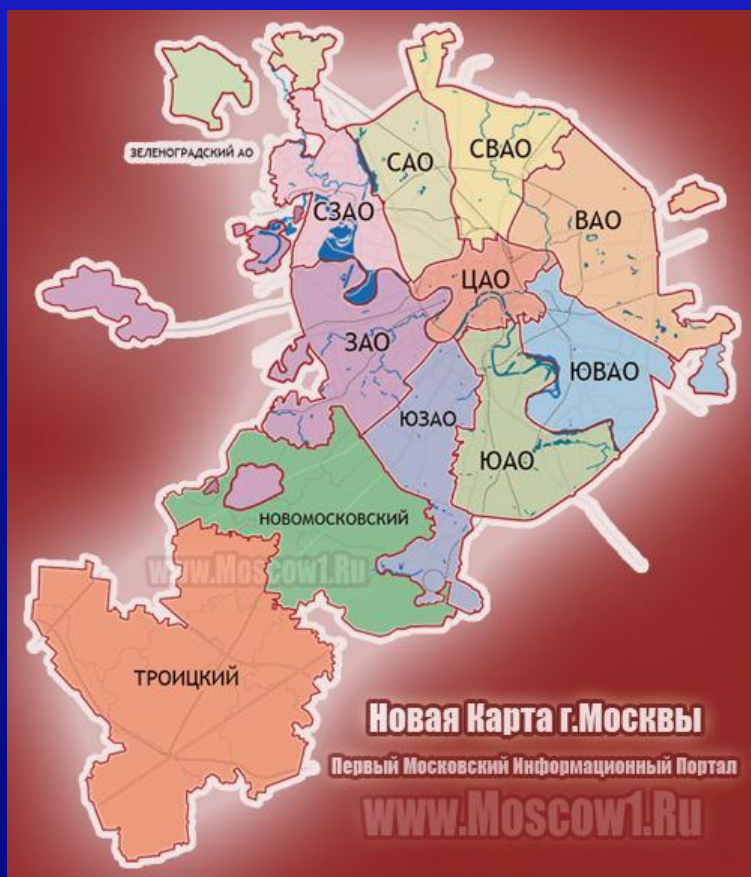 ЗЕЛЕНОГРАДСКИЙ АО
САО
СВАО
СЗАО
ВАО
ЦАО
ЗАО
ЮВАО
ЮЗАО
ЮАО
НОВОМОСКОВСКИЙ
www.Moscow1.Ru
ТРОИЦКИЙ
Новая Карта г.Москвы
Первый Московский Информационный Портал
www.Moscow1.Ru